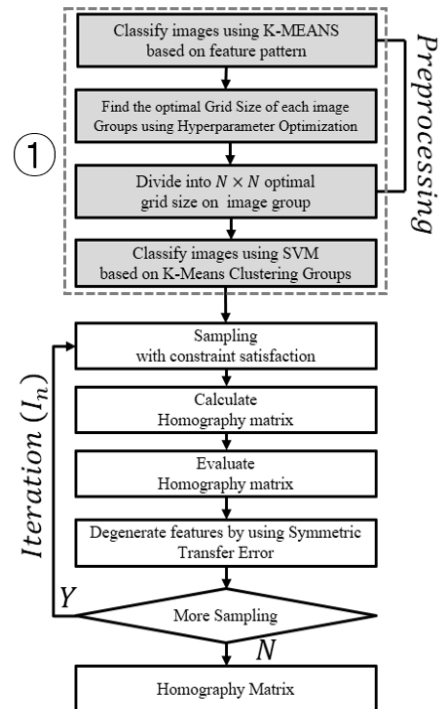 Classify images using K-MEANS
based on feature pattern
Find the optimal Grid Size of each image
Groups using Hyperparameter Optimization
Divide into N × N optimal
grid size on image group
Classify images using SVM
based on K-Means Clustering Groups
①
Preprocessing
Sampling
with constraint satisfaction
Calculate
Homography matrix
Evaluate
Homography matrix
Degenerate features by using Symmetric
Transfer Error
More Sampling
Y
N
Iteration (I_n)
Homography Matrix